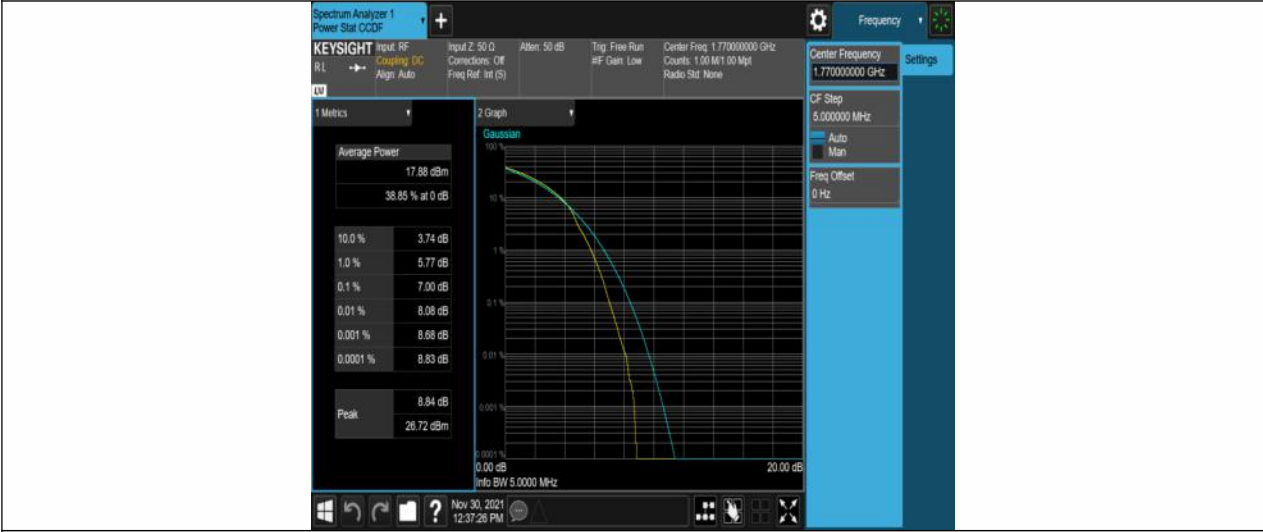 Spectrum Analyzer 1
Power Stat CCDF
+
Frequency
KEYSIGHT
RL
Input: RF
Coupling: DC
Align: Auto
Input Z: 50 Ω
Corrections: Off
Freq Ref: Int (S)
Atten: 50 dB
Trig: Free Run
#IF Gain: Low
Center Freq: 1.770000000 GHz
Counts: 1.00 M/1.00 Mpt
Radio Std: None
LXI
Center Frequency
1.770000000 GHz
Settings
CF Step
5.000000 MHz
Auto
Man
Freq Offset
0 Hz
1 Metrics
Average Power
17.88 dBm
38.85 % at 0 dB
10.0 % 3.74 dB
1.0 % 5.77 dB
0.1 % 7.00 dB
0.01 % 8.08 dB
0.001 % 8.68 dB
0.0001 % 8.83 dB
Peak
8.84 dB
26.72 dBm
2 Graph
Gaussian
100 %
10 %
1 %
0.1 %
0.01 %
0.001 %
0.0001 %
0.00 dB 20.00 dB
Info BW 5.0000 MHz
?
Nov 30, 2021
12:37:26 PM